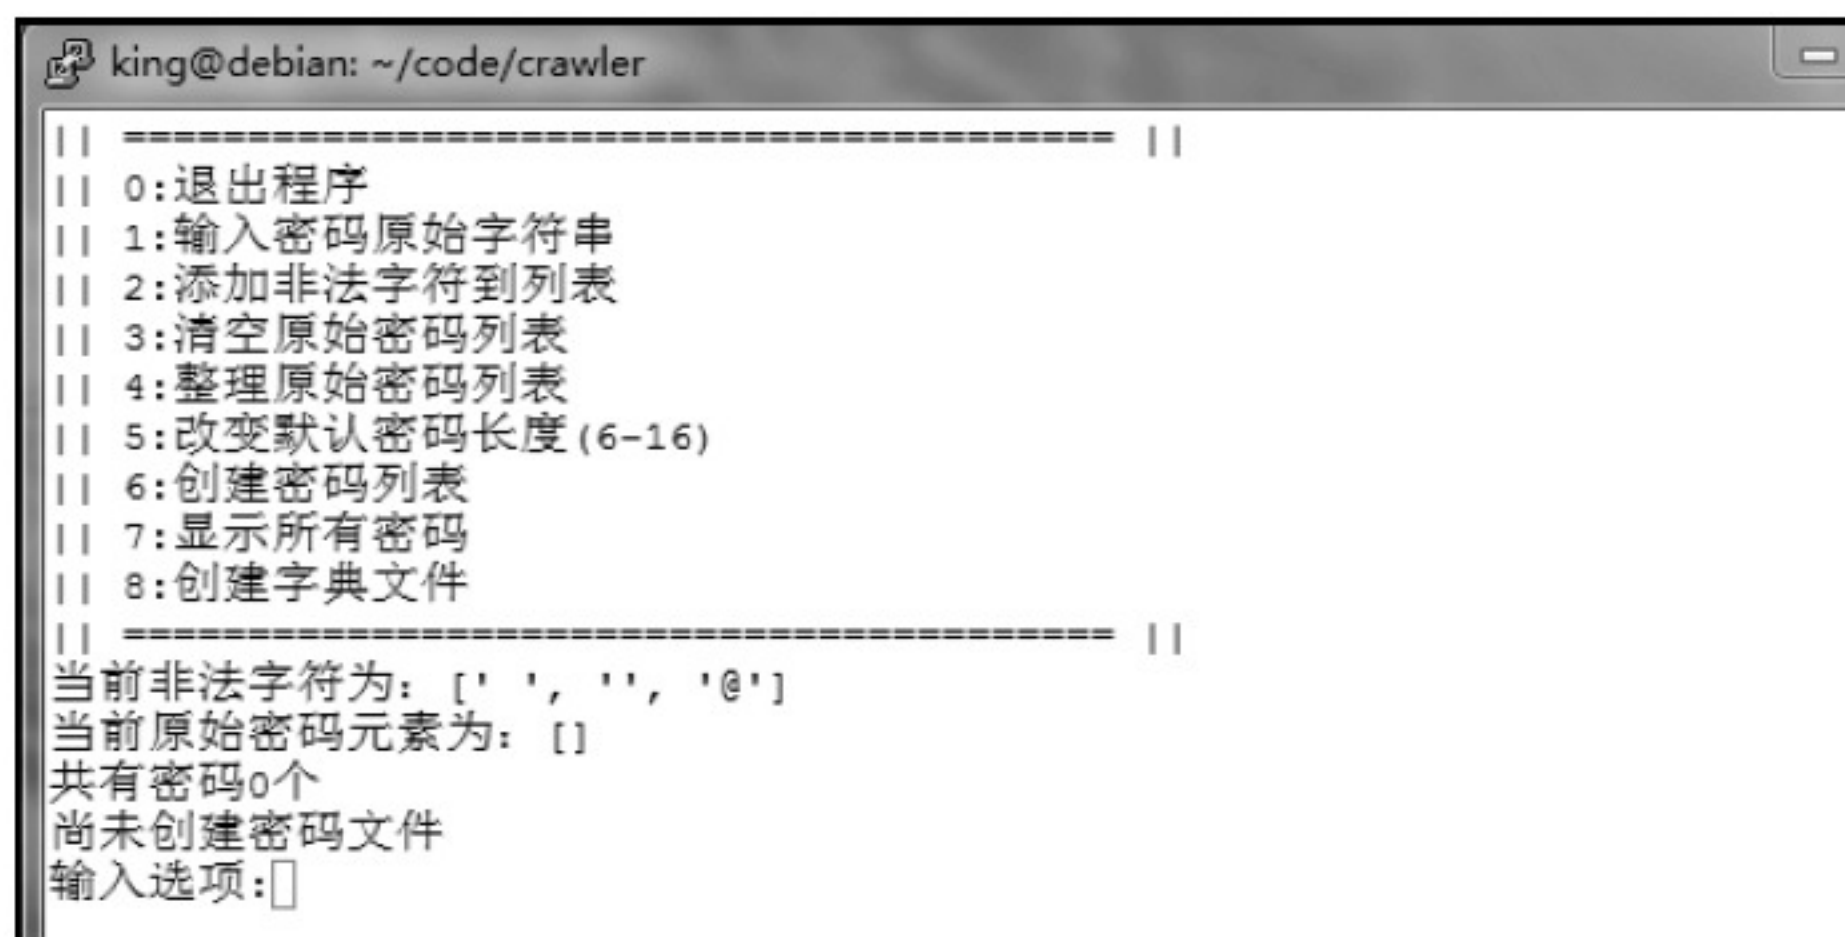 king@debian: ~/code/crawler
|| ======================================== ||
|| 0:退出程序
|| 1:输入密码原始字符串
|| 2:添加非法字符到列表
|| 3:清空原始密码列表
|| 4:整理原始密码列表
|| 5:改变默认密码长度(6-16)
|| 6:创建密码列表
|| 7:显示所有密码
|| 8:创建字典文件
|| ======================================== ||
当前非法字符为: [' ', '', '@']
当前原始密码元素为: []
共有密码0个
尚未创建密码文件
输入选项: